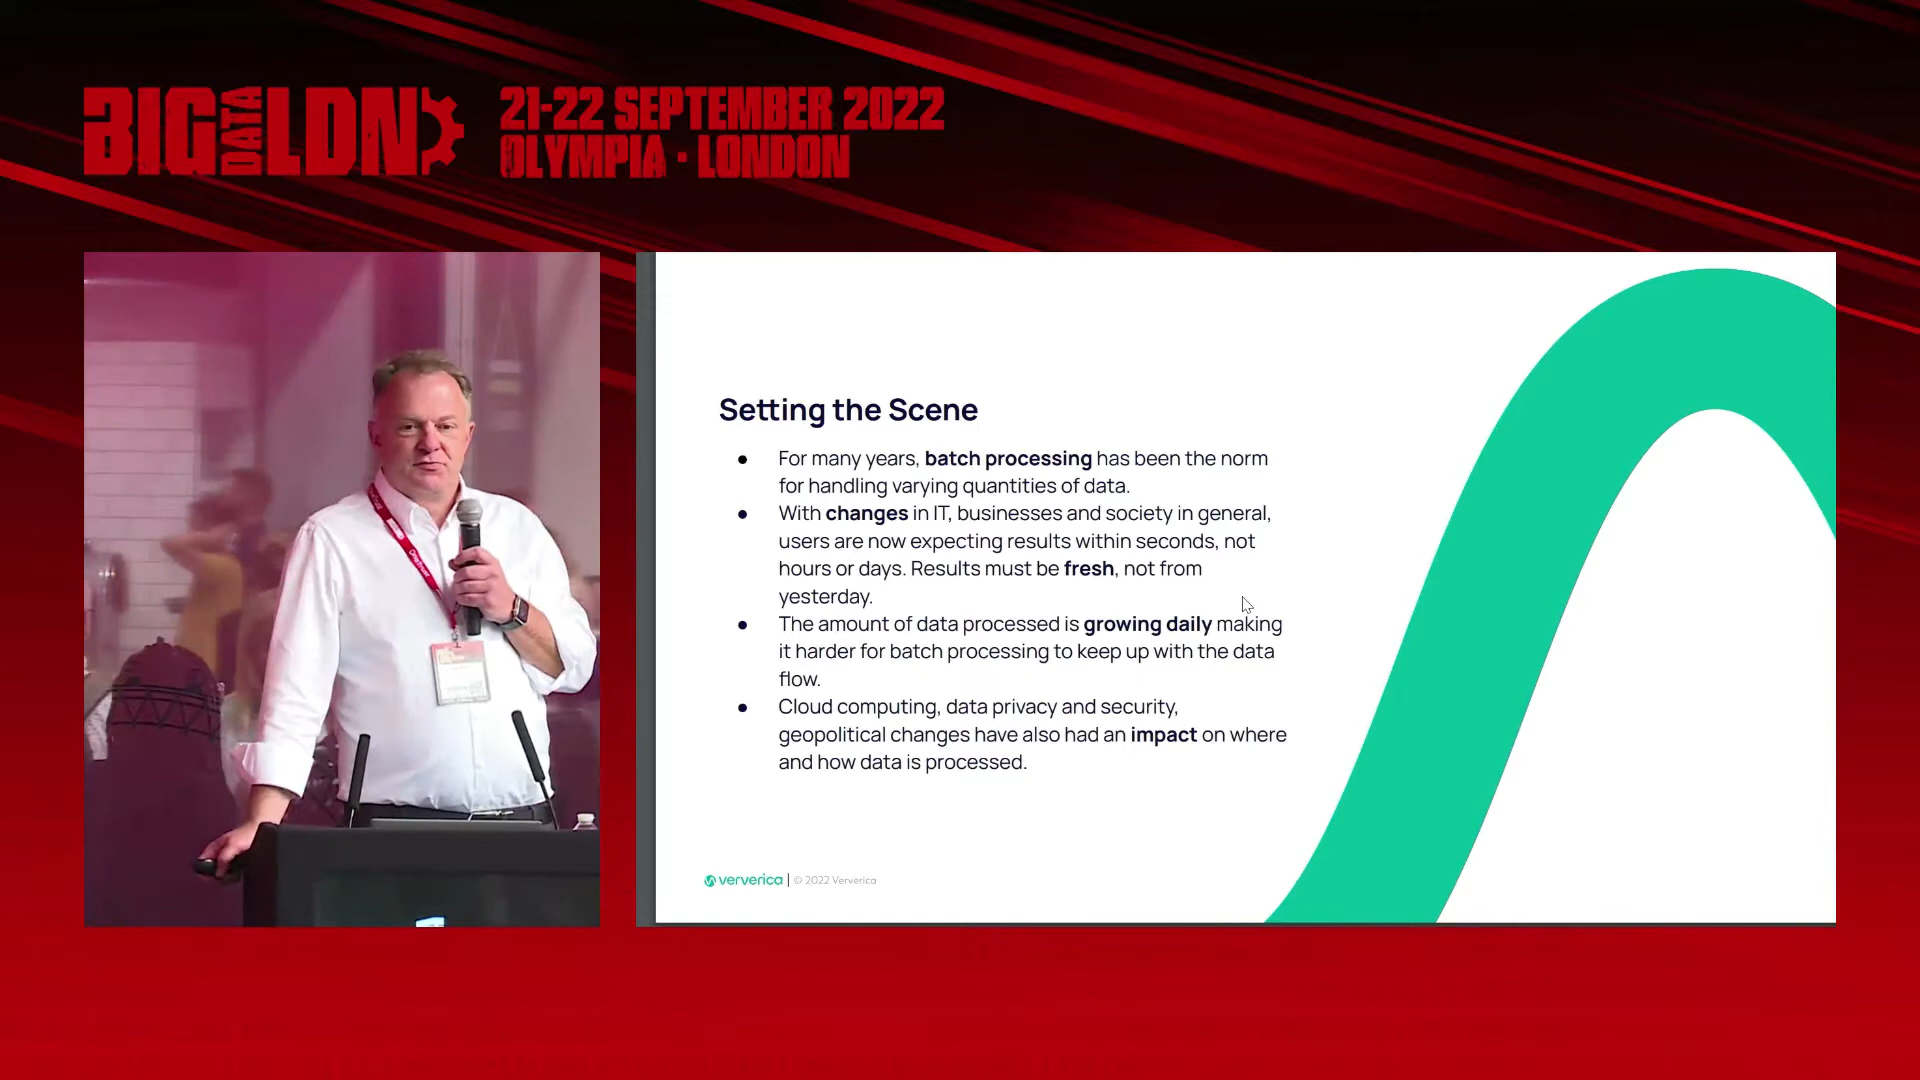 BIG DATA LDN
21-22 SEPTEMBER 2022
OLYMPIA · LONDON
Setting the Scene
● For many years, batch processing has been the norm
for handling varying quantities of data.
● With changes in IT, businesses and society in general,
users are now expecting results within seconds, not
hours or days. Results must be fresh, not from
yesterday.
● The amount of data processed is growing daily making
it harder for batch processing to keep up with the data
flow.
● Cloud computing, data privacy and security,
geopolitical changes have also had an impact on where
and how data is processed.
ververica | © 2022 Ververica